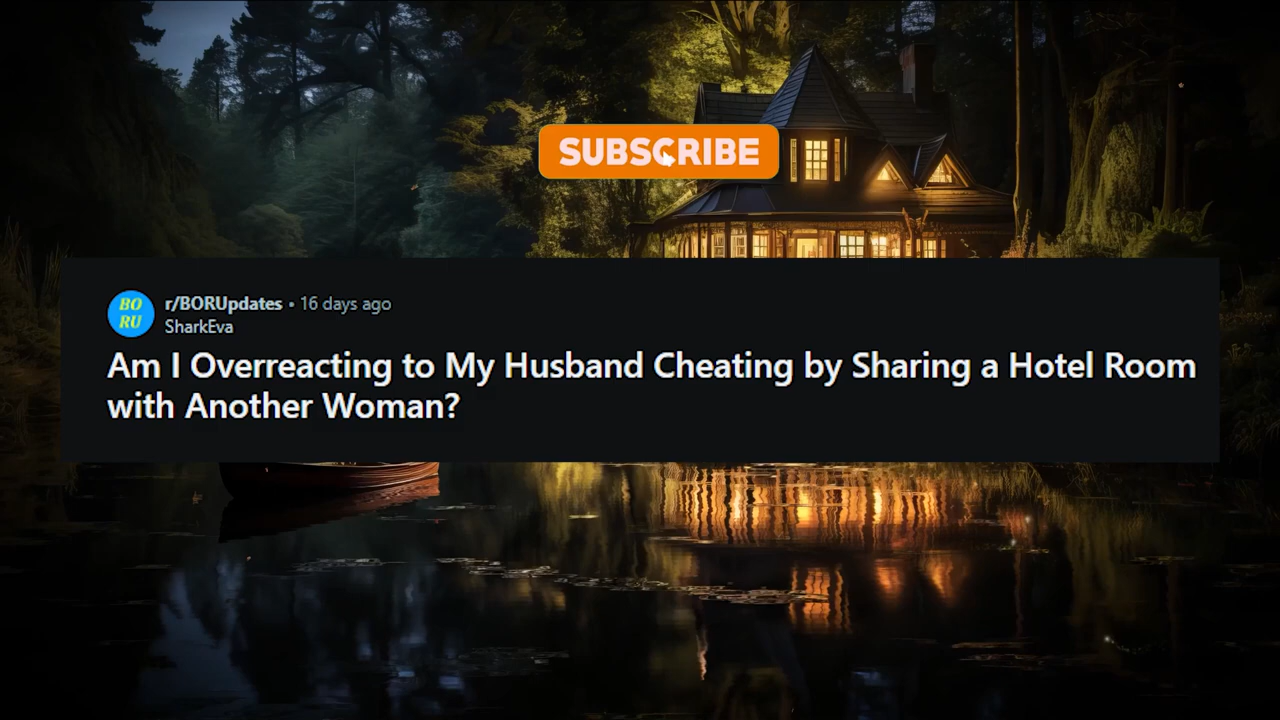 SUBSCRIBE
BO
RU
r/BORUpdates • 16 days ago
SharkEva
Am I Overreacting to My Husband Cheating by Sharing a Hotel Room
with Another Woman?